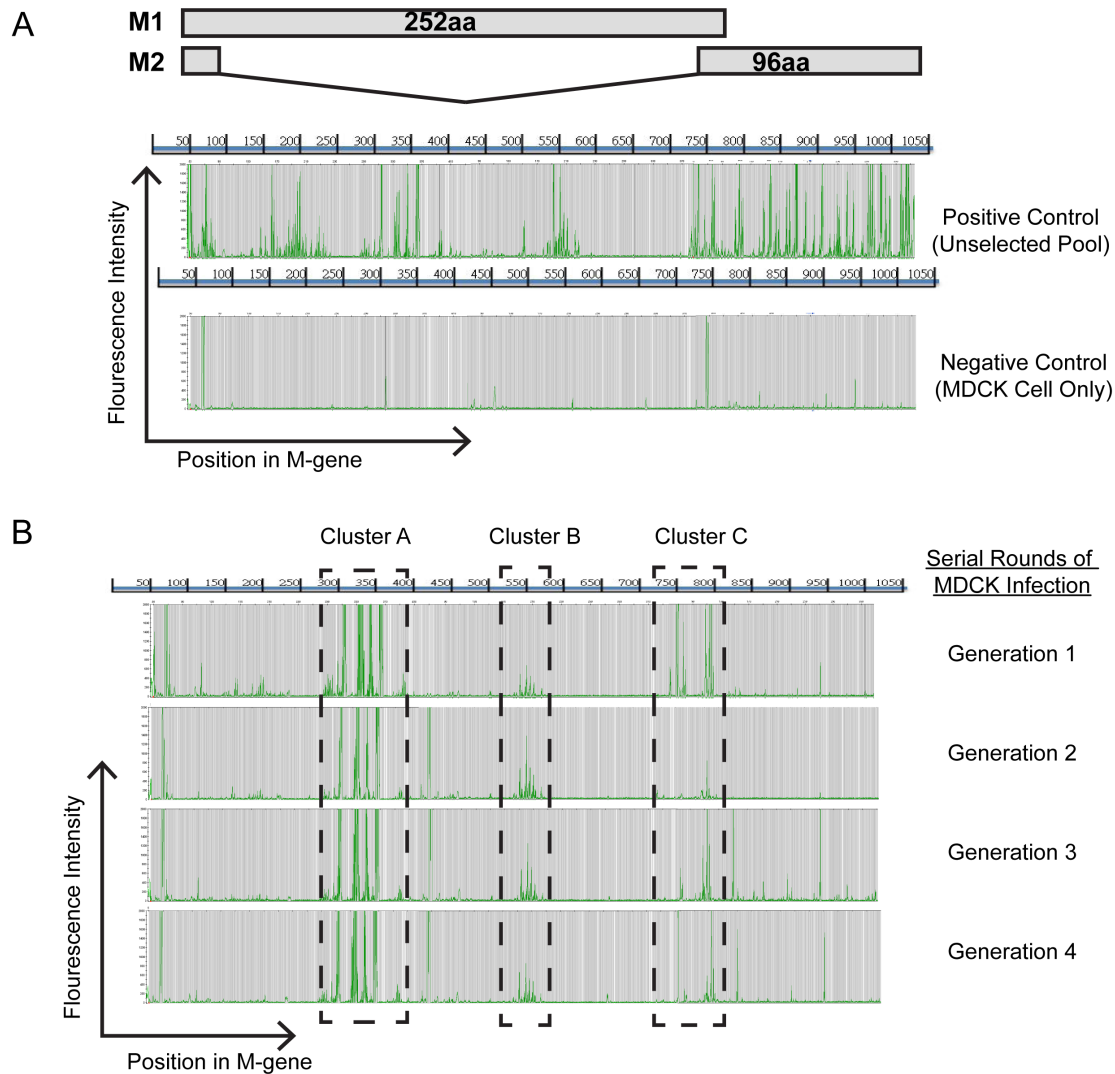 A
M1
252aa
M2
96aa
50 100 150 200 250 300 350 400 450 500 550 600 650 700 750 800 850 900 950 1000 1050
Flourescence Intensity
Positive Control
(Unselected Pool)
50 100 150 200 250 300 350 400 450 500 550 600 650 700 750 800 850 900 950 1000 1050
Negative Control
(MDCK Cell Only)
Position in M-gene
B
Cluster A
Cluster B
Cluster C
Serial Rounds of
MDCK Infection
50 100 150 200 250 300 350 400 450 500 550 600 650 700 750 800 850 900 950 1000 1050
Generation 1
Generation 2
Flourescence Intensity
Generation 3
Generation 4
Position in M-gene